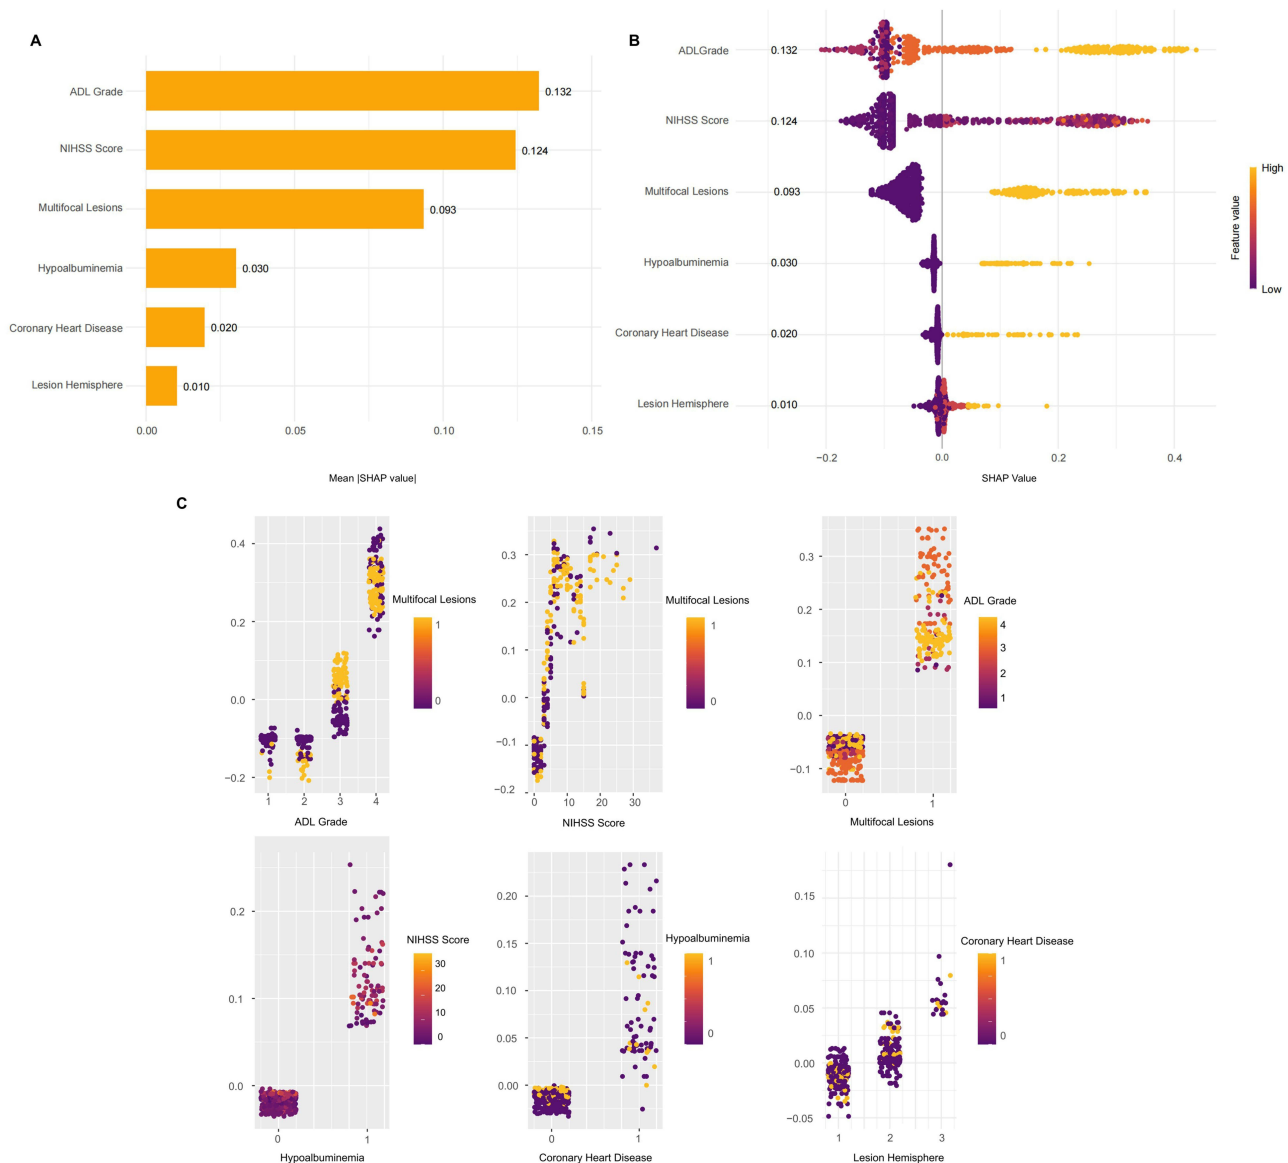 A
ADL Grade
0.132
NIHSS Score
0.124
Multifocal Lesions
0.093
Hypoalbuminemia
0.030
Coronary Heart Disease
0.020
Lesion Hemisphere
0.010
0.00
0.05
0.10
0.15
Mean |SHAP value|
B
ADLGrade
0.132
NIHSS Score
0.124
Multifocal Lesions
0.093
Hypoalbuminemia
0.030
Coronary Heart Disease
0.020
Lesion Hemisphere
0.010
−0.2
0.0
0.2
0.4
SHAP Value
High
Feature value
Low
C
0.4
0.2
0.0
−0.2
1
2
3
4
ADL Grade
Multifocal Lesions
1
0
0.3
0.2
0.1
0.0
−0.1
−0.2
0
10
20
30
NIHSS Score
Multifocal Lesions
1
0
0.3
0.2
0.1
0.0
−0.1
0
1
Multifocal Lesions
ADL Grade
4
3
2
1
0.2
0.1
0.0
0
1
Hypoalbuminemia
NIHSS Score
30
20
10
0
0.20
0.15
0.10
0.05
0.00
0
1
Coronary Heart Disease
Hypoalbuminemia
1
0
0.15
0.10
0.05
0.00
−0.05
1
2
3
Lesion Hemisphere
Coronary Heart Disease
1
0